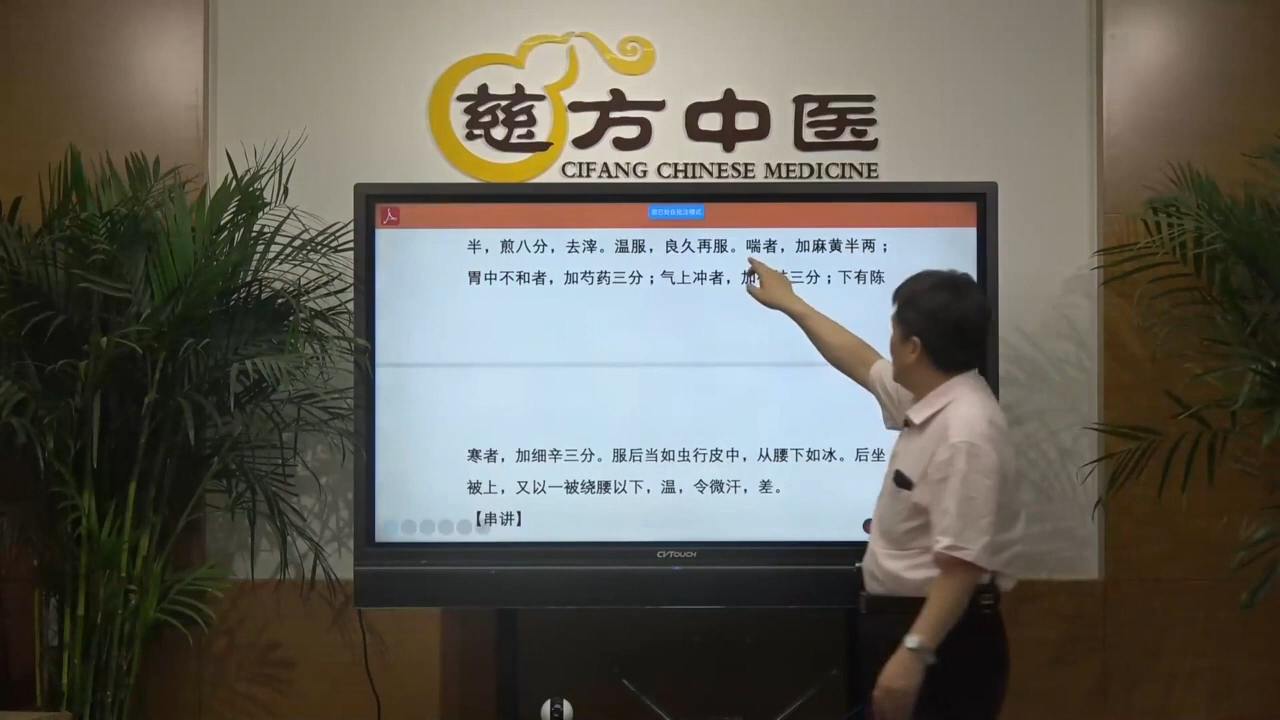 慈方中医
CIFANG CHINESE MEDICINE
半，煎八分，去滓。温服，良久再服。喘者，加麻黄半两；
胃中不和者，加芍药三分；气上冲者，加 三分；下有陈
寒者，加细辛三分。服后当如虫行皮中，从腰下如冰。后坐
被上，又以一被绕腰以下，温，令微汗，差。
【串讲】
CVTOUCH